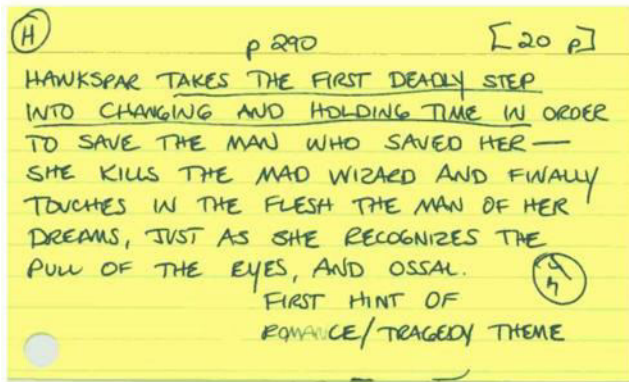 H p 290 [20 p]
HAWKSPAR TAKES THE FIRST DEADLY STEP
INTO CHANGING AND HOLDING TIME IN ORDER
TO SAVE THE MAN WHO SAVED HER —
SHE KILLS THE MAD WIZARD AND FINALLY
TOUCHES IN THE FLESH THE MAN OF HER
DREAMS, JUST AS SHE RECOGNIZES THE
PULL OF THE EYES, AND OSSAL.
FIRST HINT OF
ROMANCE/TRAGEDY THEME